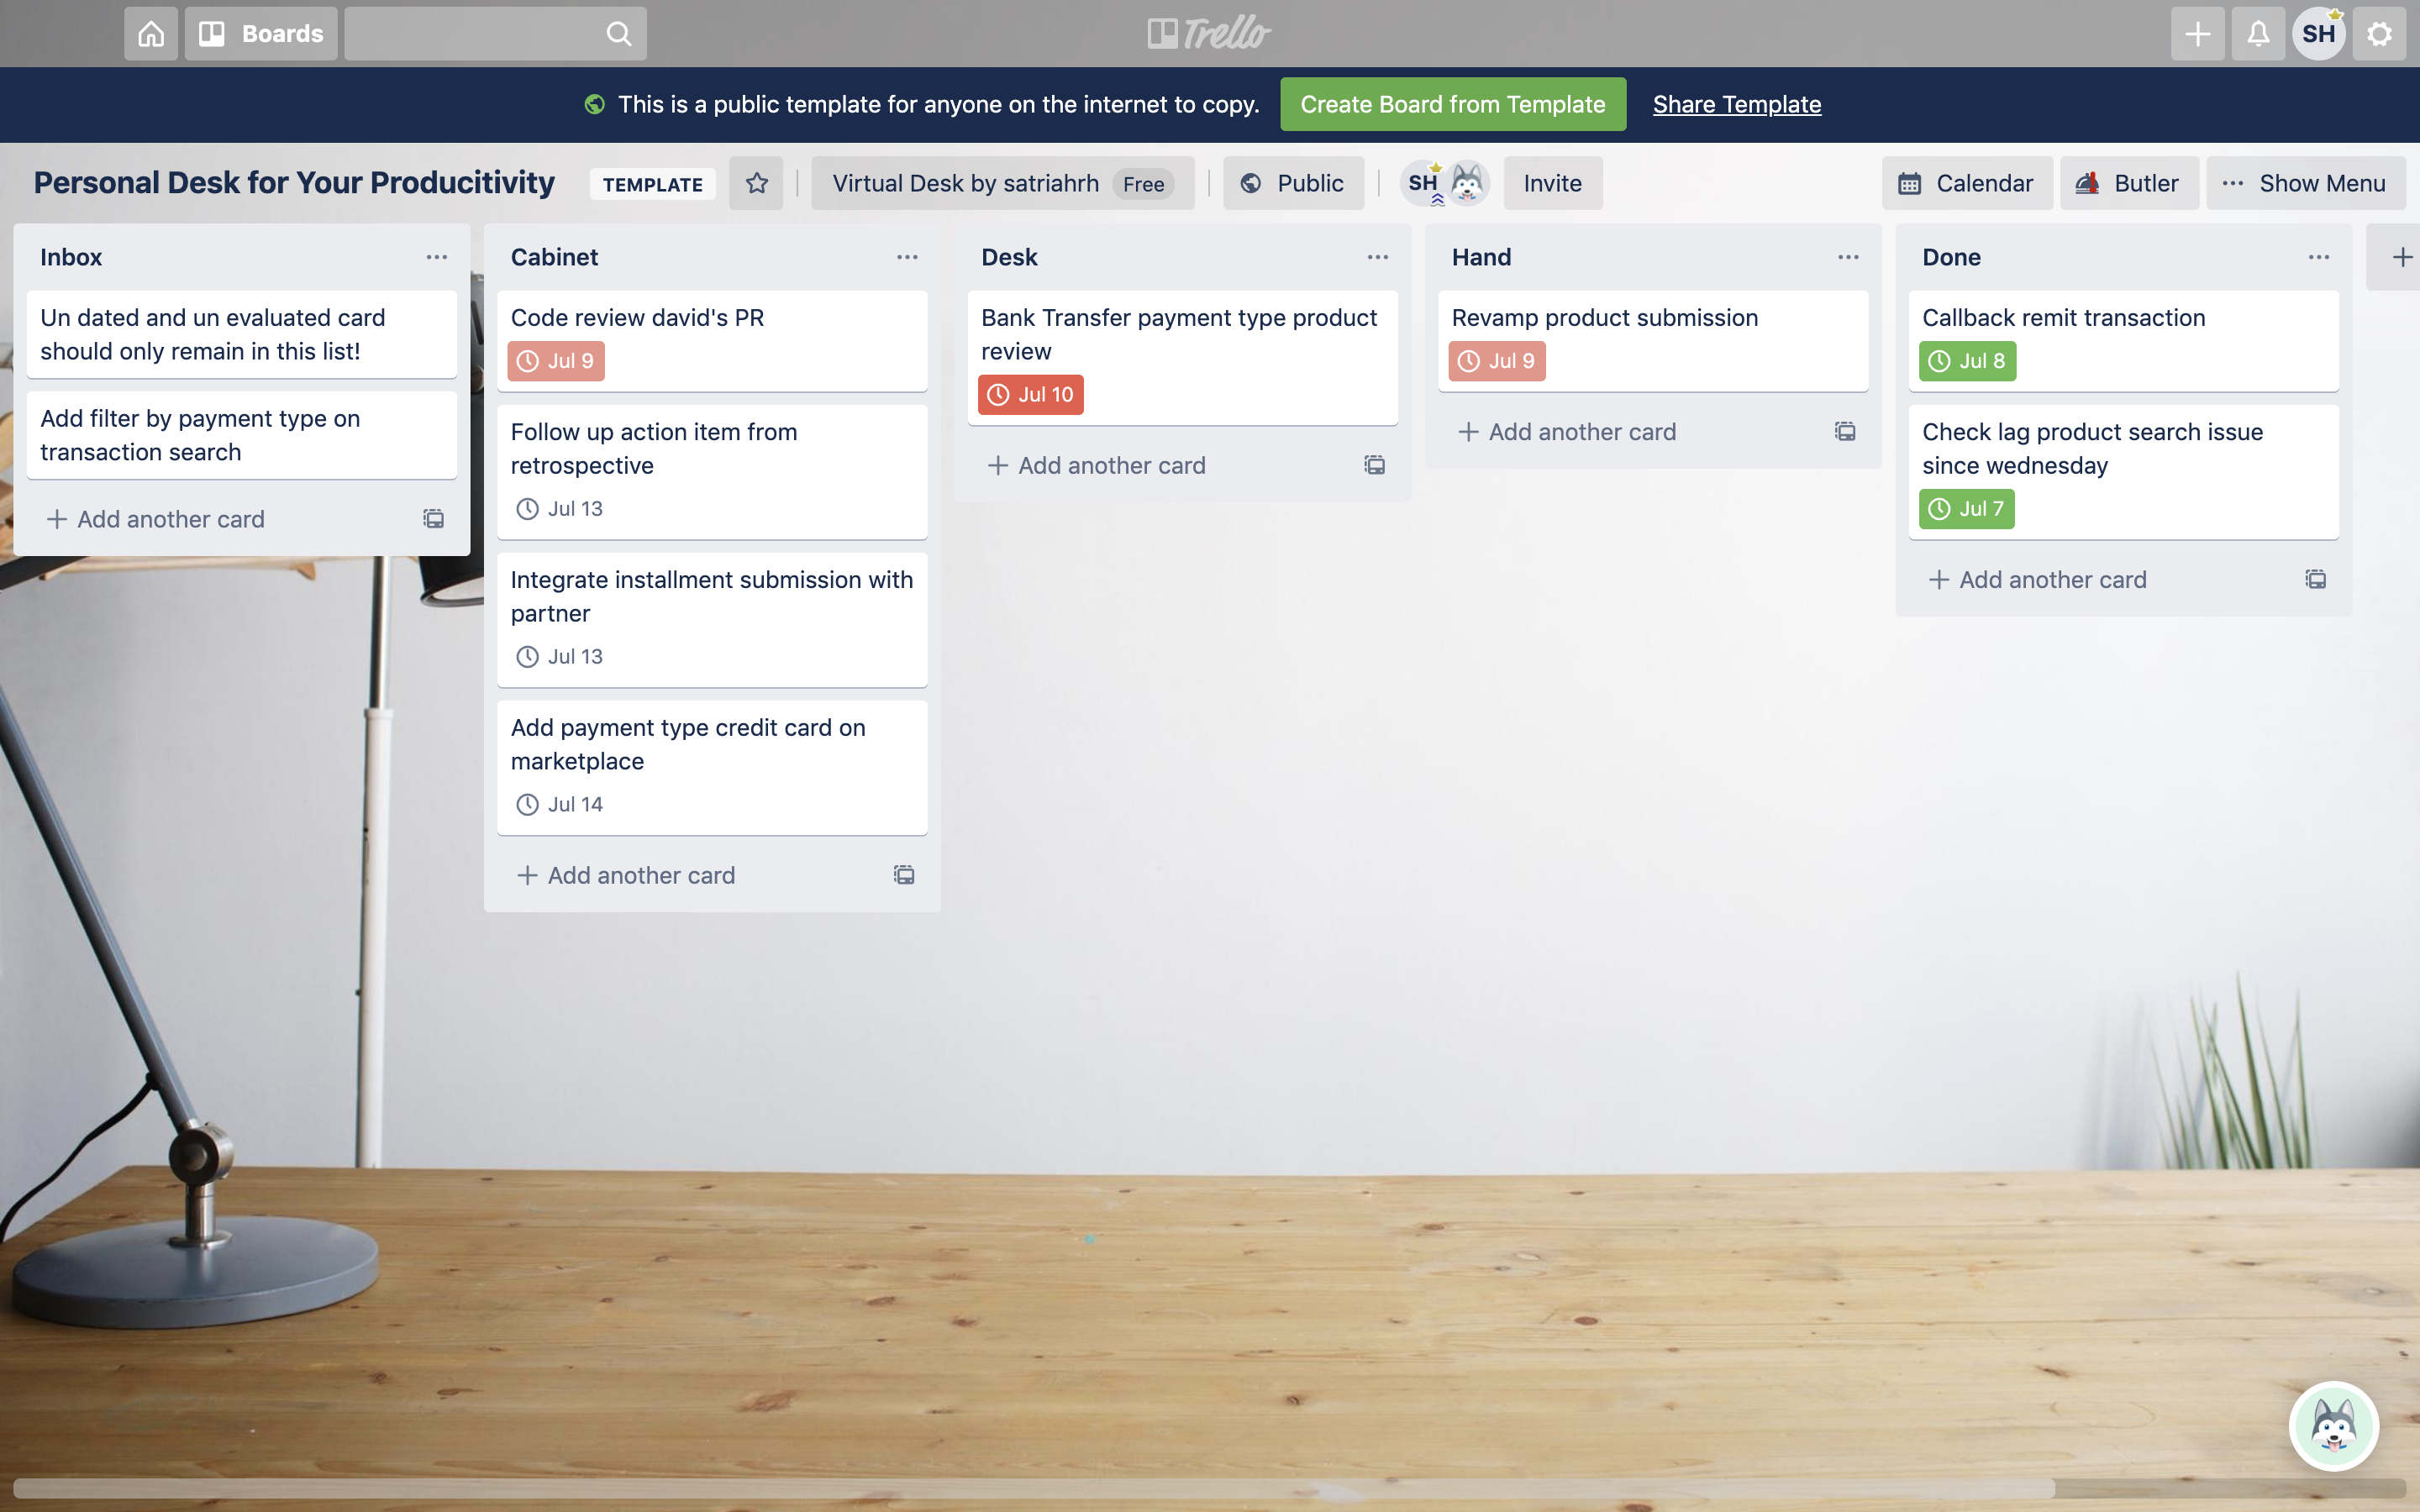 Boards
Trello
SH
This is a public template for anyone on the internet to copy.
Create Board from Template
Share Template
Personal Desk for Your Producitivity
TEMPLATE
Virtual Desk by satriahrh Free
Public
SH
Invite
Calendar
Butler
Show Menu
Inbox
Un dated and un evaluated card
should only remain in this list!
Add filter by payment type on
transaction search
Add another card
Cabinet
Code review david's PR
Jul 9
Follow up action item from
retrospective
Jul 13
Integrate installment submission with
partner
Jul 13
Add payment type credit card on
marketplace
Jul 14
Add another card
Desk
Bank Transfer payment type product
review
Jul 10
Add another card
Hand
Revamp product submission
Jul 9
Add another card
Done
Callback remit transaction
Jul 8
Check lag product search issue
since wednesday
Jul 7
Add another card